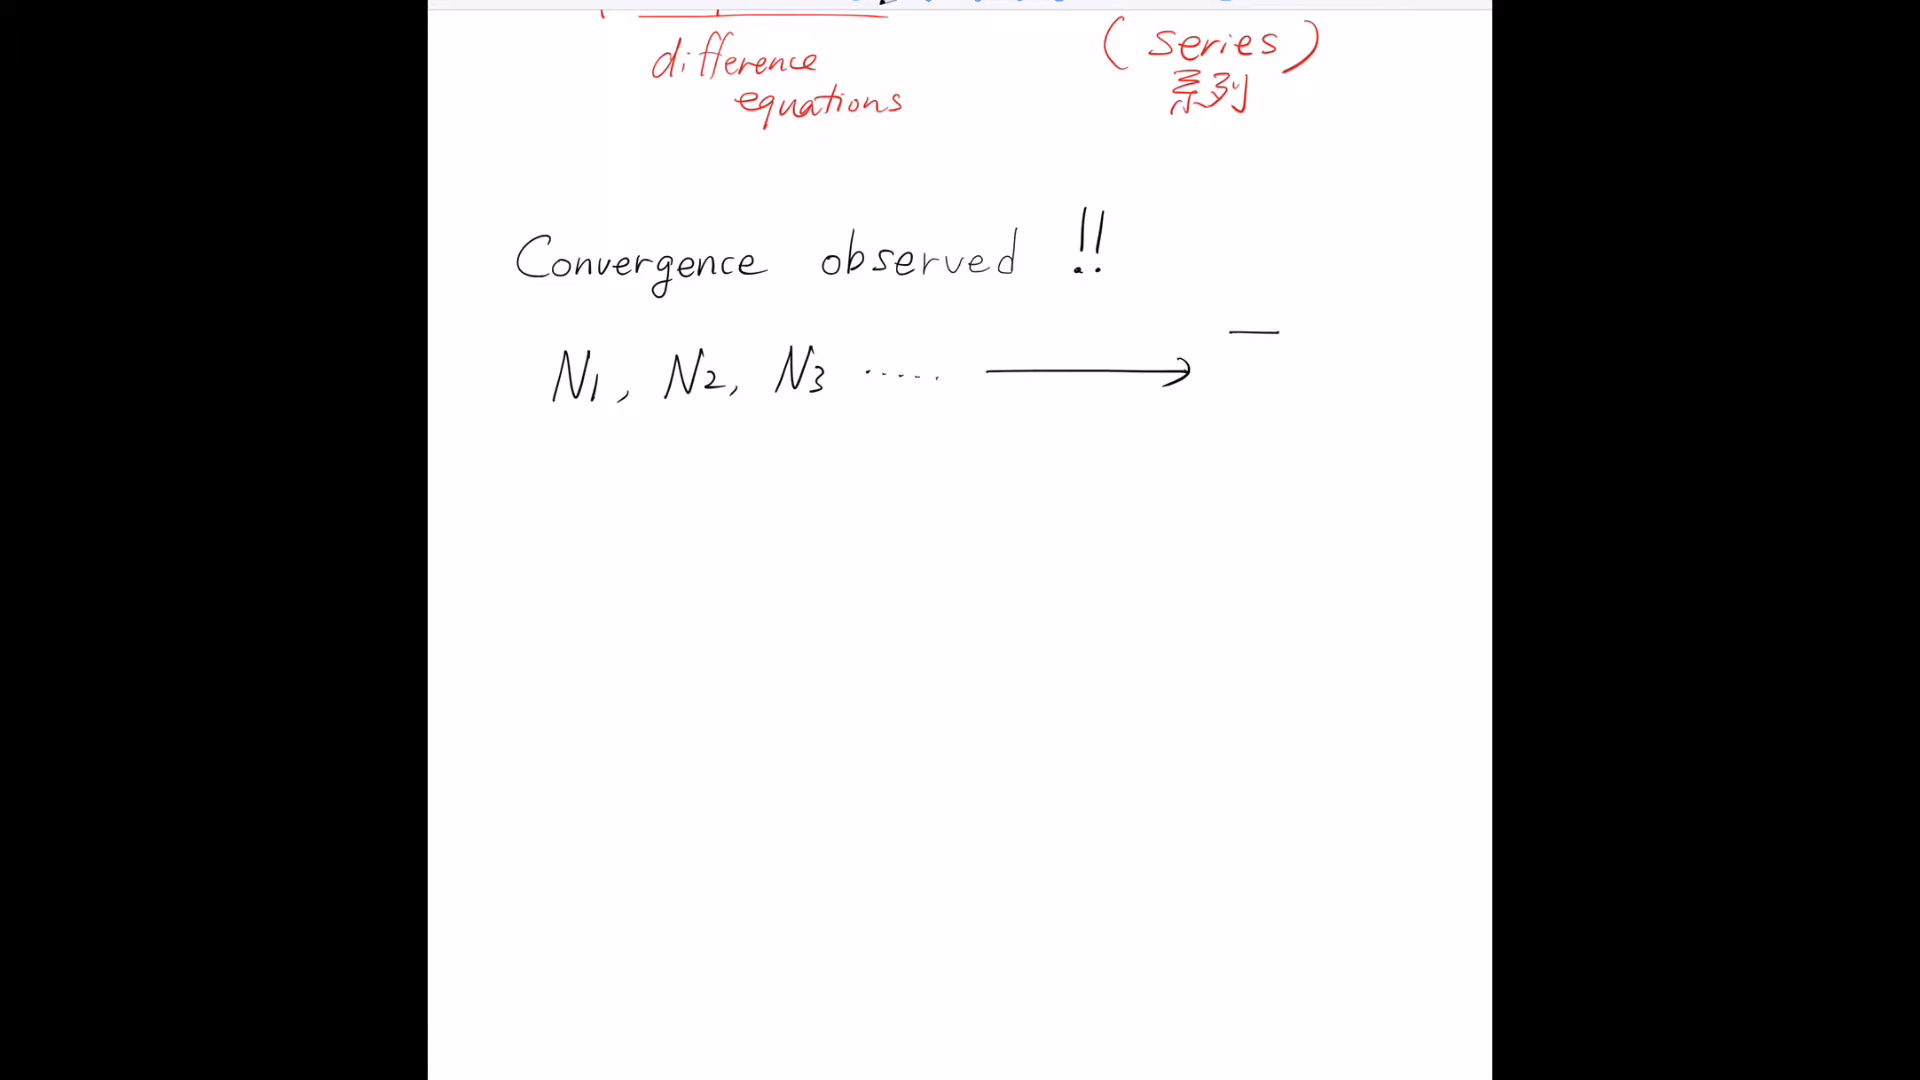 difference
equations
(series)
系列
Convergence observed !!
N1, N2, N3 ..... →